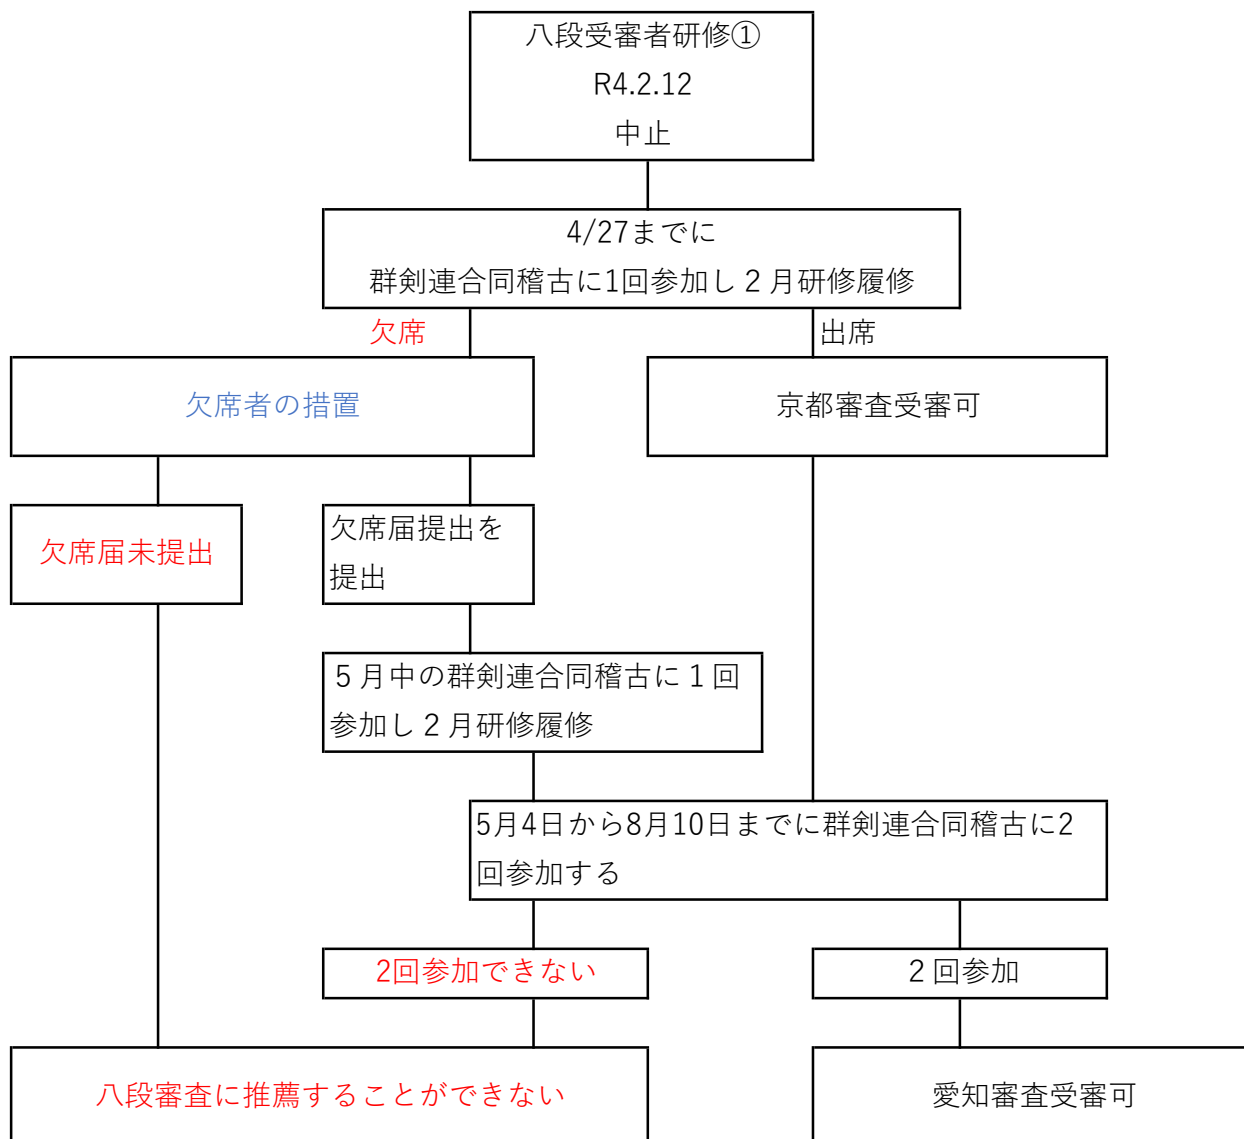 八段受審者研修①
R4.2.12
中止
4/27までに
群剣連合同稽古に1回参加し２月研修履修
欠席
出席
欠席者の措置
京都審査受審可
欠席届未提出
欠席届提出を
提出
５月中の群剣連合同稽古に１回
参加し２月研修履修
5月4日から8月10日までに群剣連合同稽古に2
回参加する
2回参加できない
２回参加
八段審査に推薦することができない
愛知審査受審可